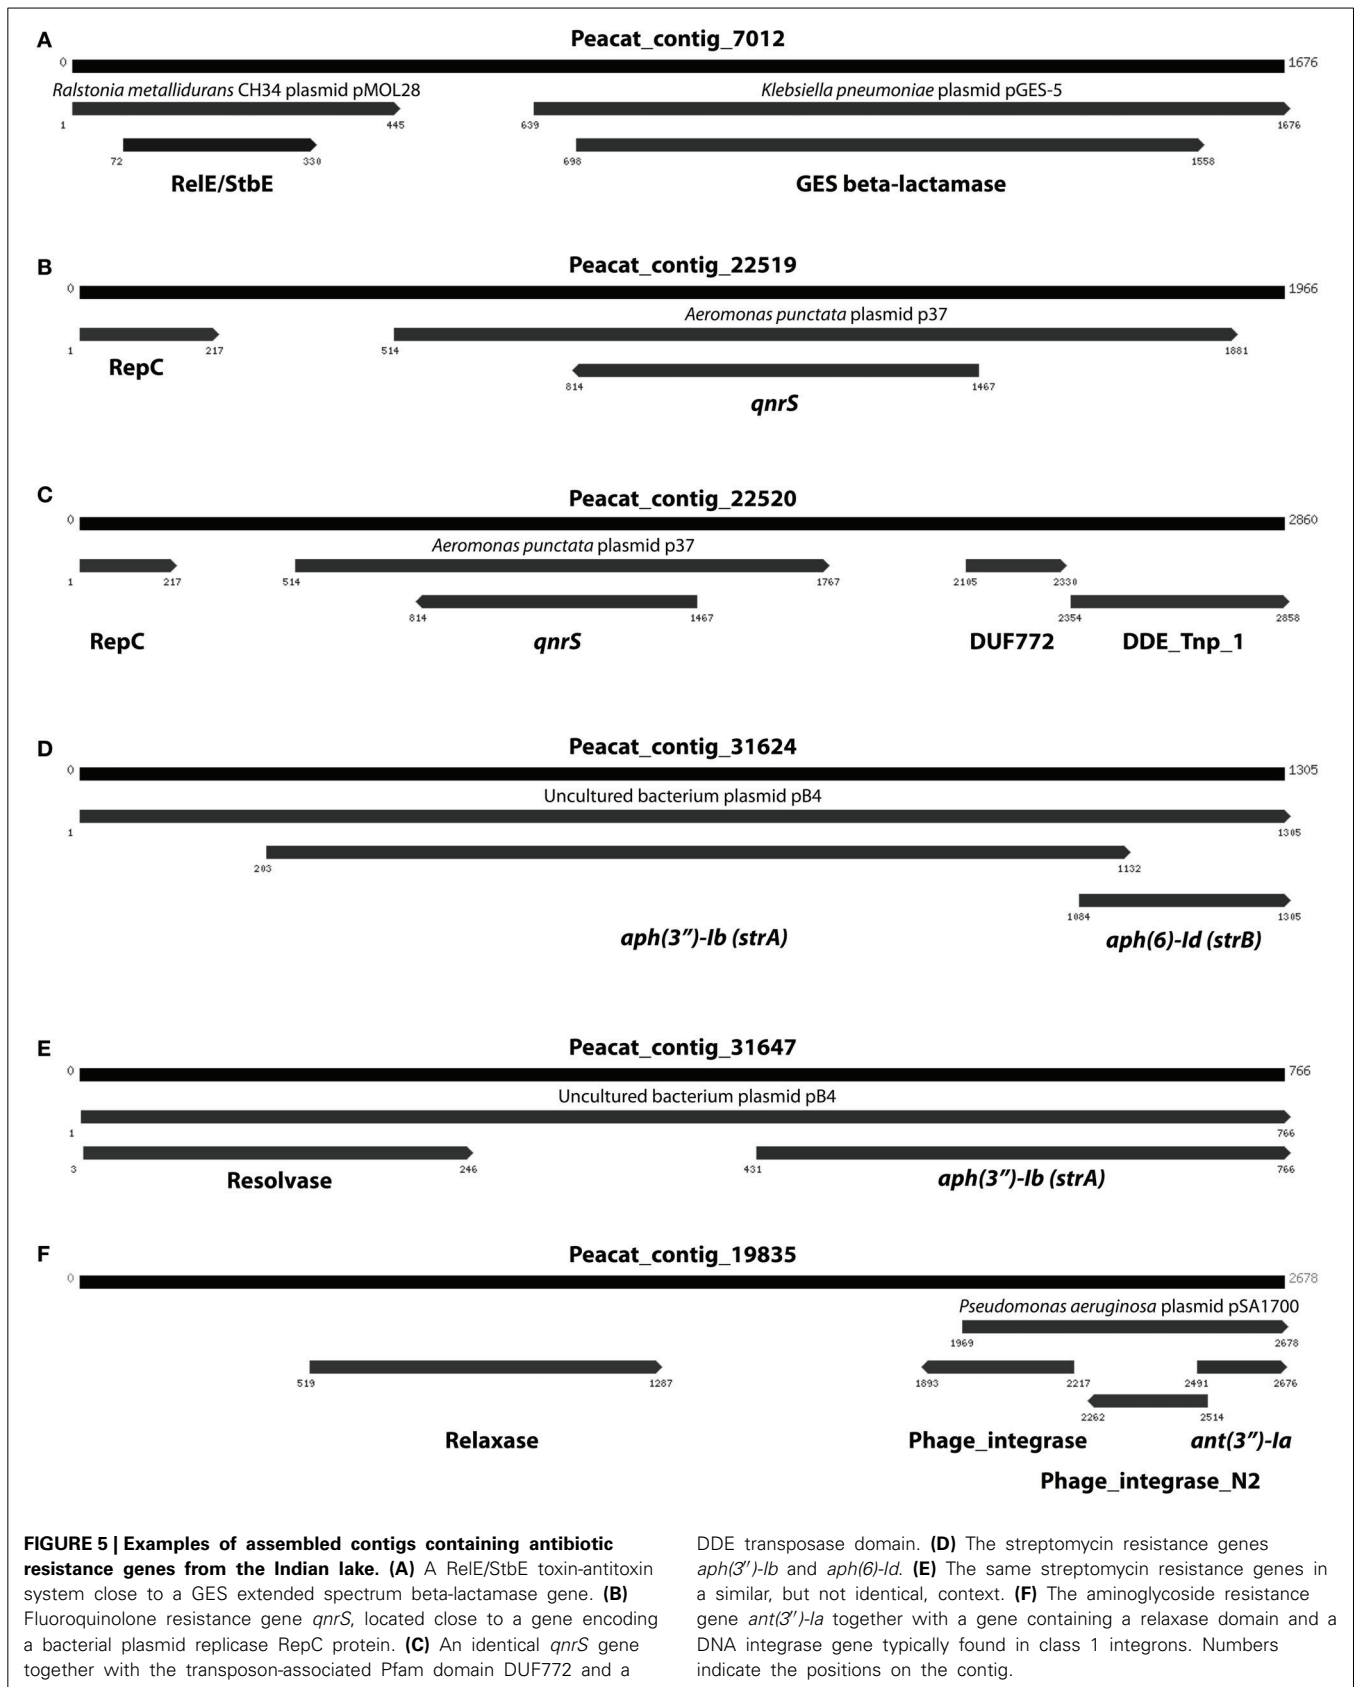 A
Peacat_contig_7012
0
1676
Ralstonia metallidurans CH34 plasmid pMOL28
Klebsiella pneumoniae plasmid pGES-5
1
445
639
1676
72
330
698
1558
RelE/StbE
GES beta-lactamase
B
Peacat_contig_22519
0
1966
Aeromonas punctata plasmid p37
1
217
514
1881
RepC
814
1467
qnrS
C
Peacat_contig_22520
0
2860
Aeromonas punctata plasmid p37
1
217
514
1767
2105
2330
814
1467
2354
2858
RepC
qnrS
DUF772
DDE_Tnp_1
D
Peacat_contig_31624
0
1305
Uncultured bacterium plasmid pB4
1
1305
203
1132
1084
1305
aph(3″)-Ib (strA)
aph(6)-Id (strB)
E
Peacat_contig_31647
0
766
Uncultured bacterium plasmid pB4
1
766
3
246
431
766
Resolvase
aph(3″)-Ib (strA)
F
Peacat_contig_19835
0
2678
Pseudomonas aeruginosa plasmid pSA1700
1969
2678
519
1287
1893
2217
2491
2676
2262
2514
Relaxase
Phage_integrase
ant(3″)-Ia
Phage_integrase_N2
FIGURE 5 | Examples of assembled contigs containing antibiotic
resistance genes from the Indian lake. (A) A RelE/StbE toxin-antitoxin
system close to a GES extended spectrum beta-lactamase gene. (B)
Fluoroquinolone resistance gene qnrS, located close to a gene encoding
a bacterial plasmid replicase RepC protein. (C) An identical qnrS gene
together with the transposon-associated Pfam domain DUF772 and a
DDE transposase domain. (D) The streptomycin resistance genes
aph(3″)-Ib and aph(6)-Id. (E) The same streptomycin resistance genes in
a similar, but not identical, context. (F) The aminoglycoside resistance
gene ant(3″)-Ia together with a gene containing a relaxase domain and a
DNA integrase gene typically found in class 1 integrons. Numbers
indicate the positions on the contig.